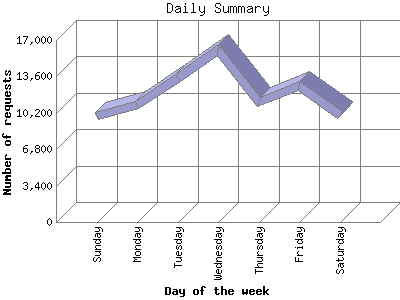 Daily Summary
17,000
13,600
10,200
6,800
3,400
0
Number of requests
Sunday
Monday
Tuesday
Wednesday
Thursday
Friday
Saturday
Day of the week